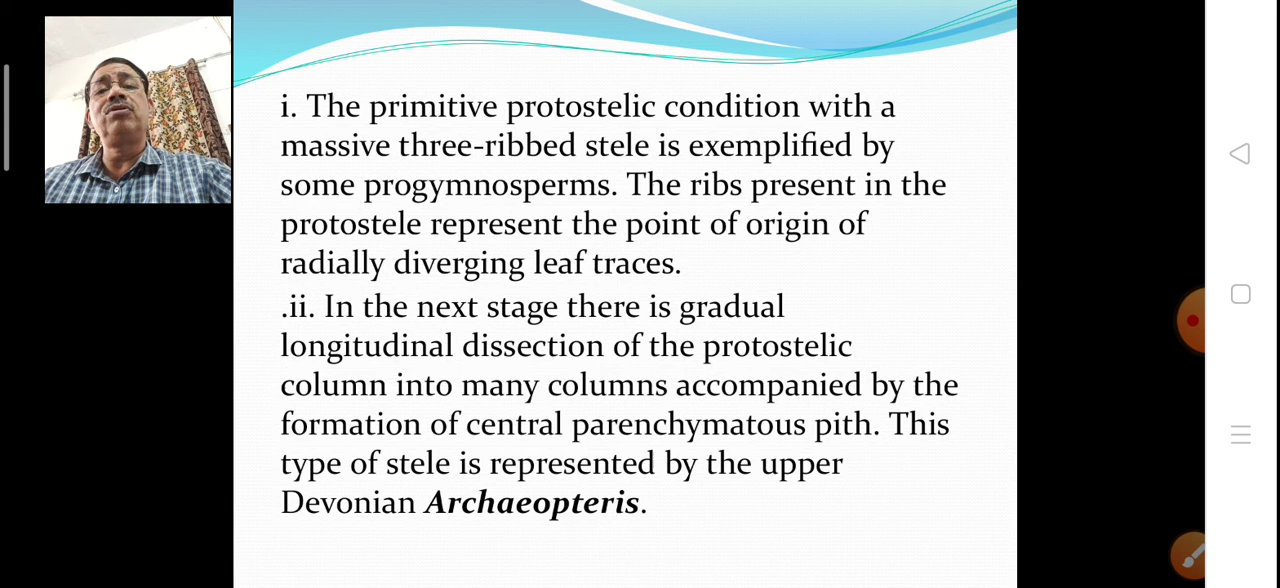 i. The primitive protostelic condition with a
massive three-ribbed stele is exemplified by
some progymnosperms. The ribs present in the
protostele represent the point of origin of
radially diverging leaf traces.
.ii. In the next stage there is gradual
longitudinal dissection of the protostelic
column into many columns accompanied by the
formation of central parenchymatous pith. This
type of stele is represented by the upper
Devonian Archaeopteris.